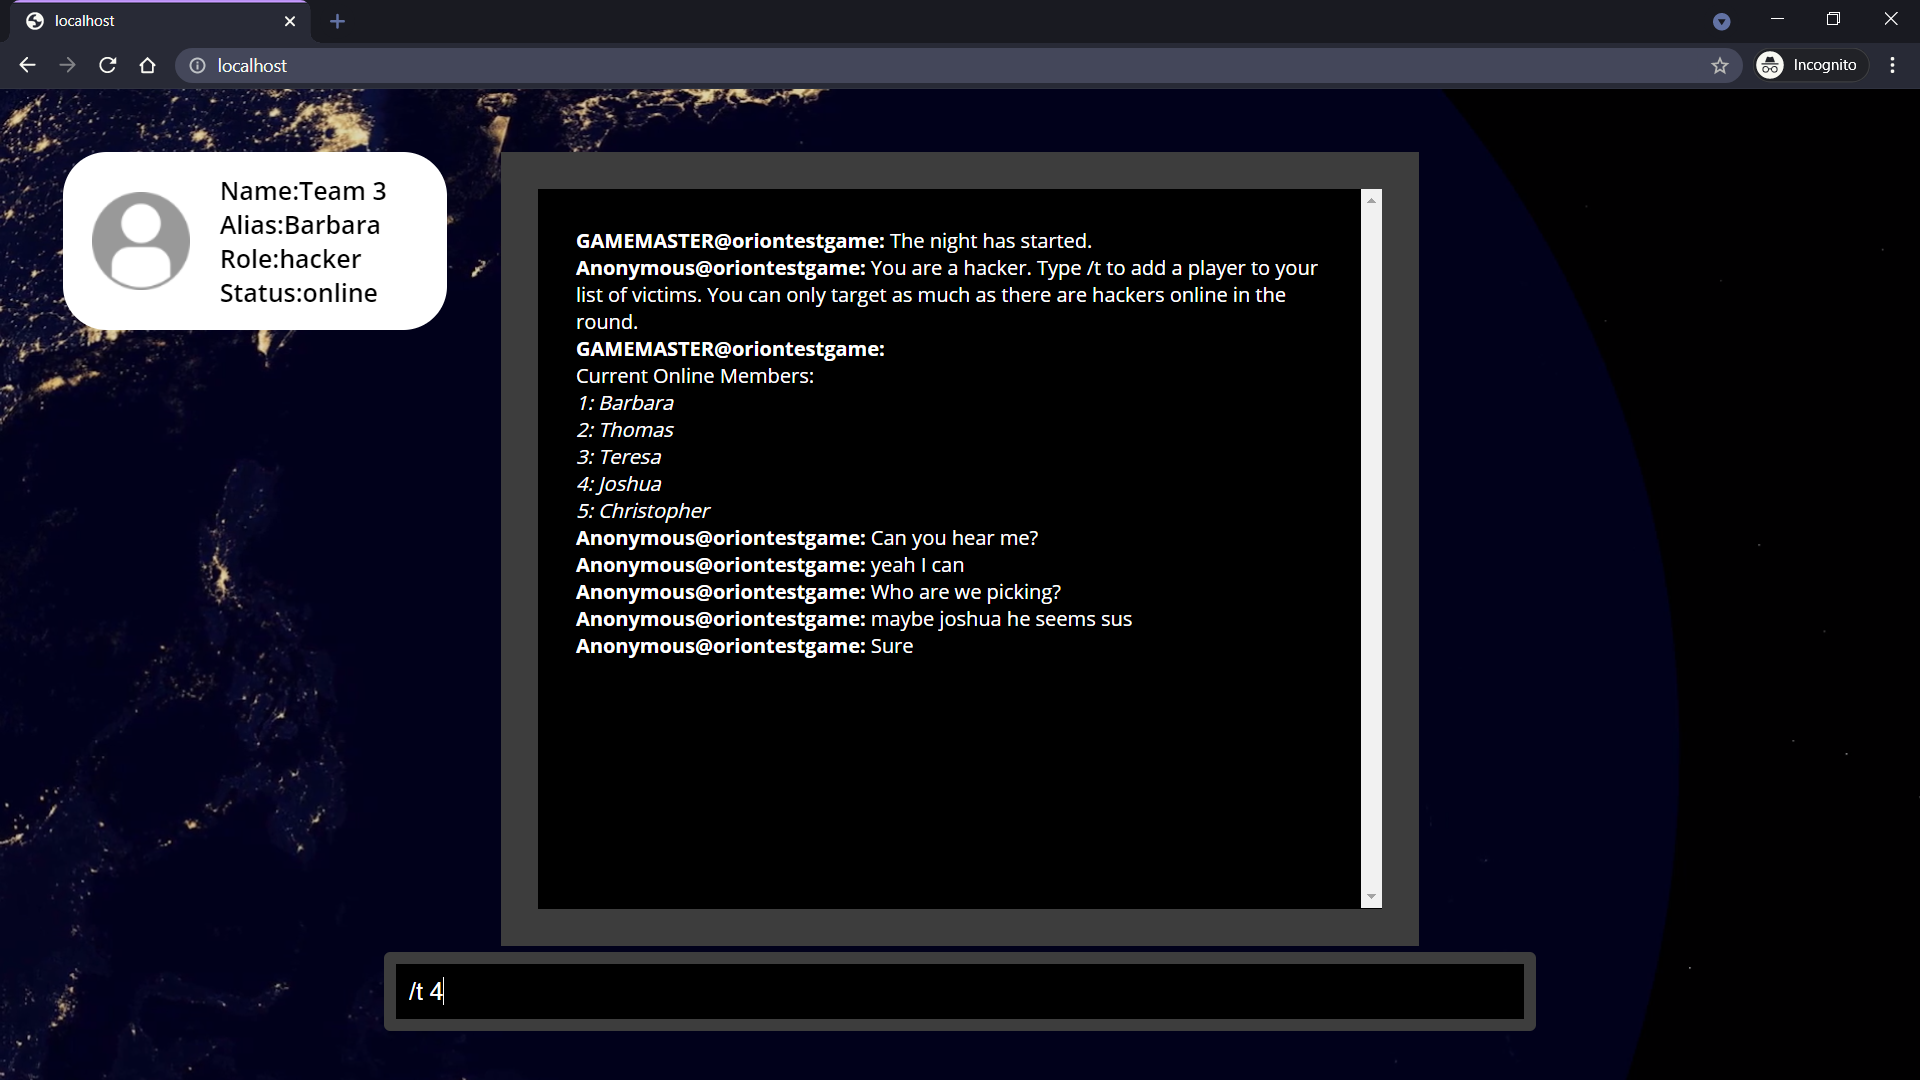 localhost
localhost
Incognito
Name:Team 3
Alias:Barbara
Role:hacker
Status:online
GAMEMASTER@oriontestgame: The night has started.
Anonymous@oriontestgame: You are a hacker. Type /t to add a player to your
list of victims. You can only target as much as there are hackers online in the
round.
GAMEMASTER@oriontestgame:
Current Online Members:
1: Barbara
2: Thomas
3: Teresa
4: Joshua
5: Christopher
Anonymous@oriontestgame: Can you hear me?
Anonymous@oriontestgame: yeah I can
Anonymous@oriontestgame: Who are we picking?
Anonymous@oriontestgame: maybe joshua he seems sus
Anonymous@oriontestgame: Sure
/t 4